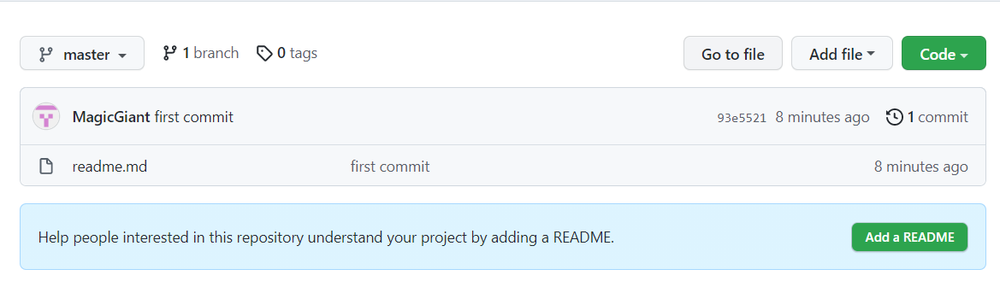 master 1 branch 0 tags Go to file Add file Code
MagicGiant first commit 93e5521 8 minutes ago 1 commit
readme.md first commit 8 minutes ago
Help people interested in this repository understand your project by adding a README. Add a README